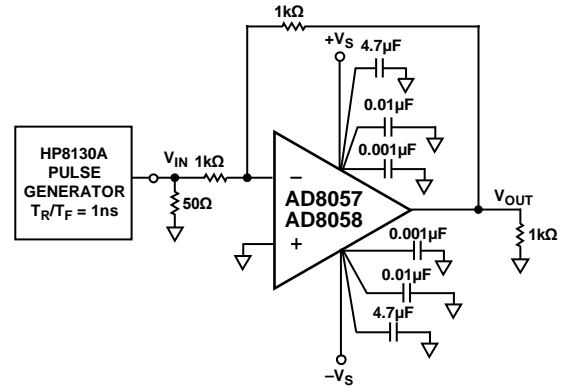 1kΩ
+VS
4.7µF
0.01µF
0.001µF
HP8130A
PULSE
GENERATOR
TR/TF = 1ns
VIN
1kΩ
50Ω
–
+
AD8057
AD8058
VOUT
1kΩ
0.001µF
0.01µF
4.7µF
–VS